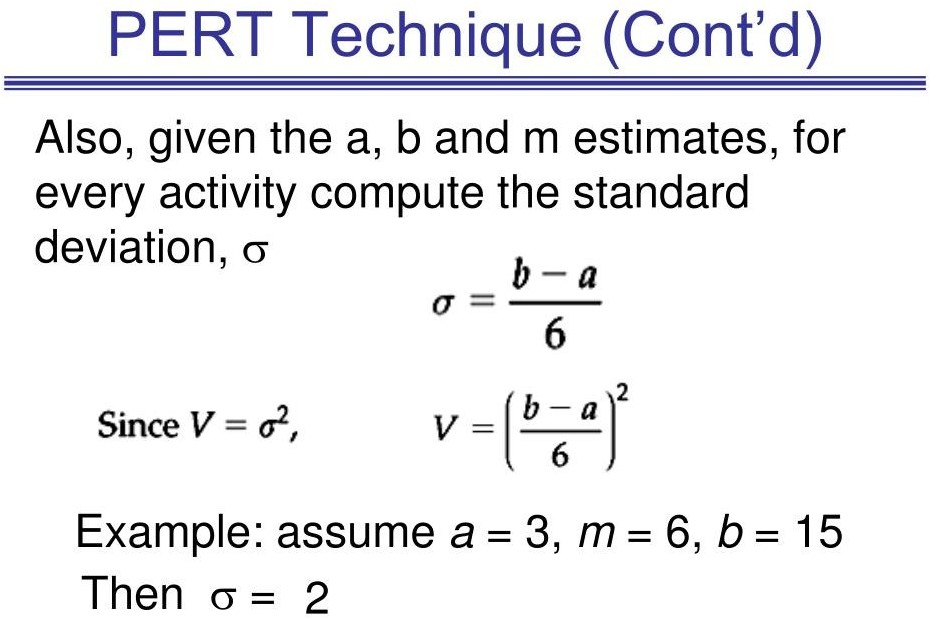 PERT Technique (Cont’d)
Also, given the a, b and m estimates, for
every activity compute the standard
deviation, σ
σ = (b − a)/6
Since V = σ², V = ((b − a)/6)²
Example: assume a = 3, m = 6, b = 15
Then σ = 2